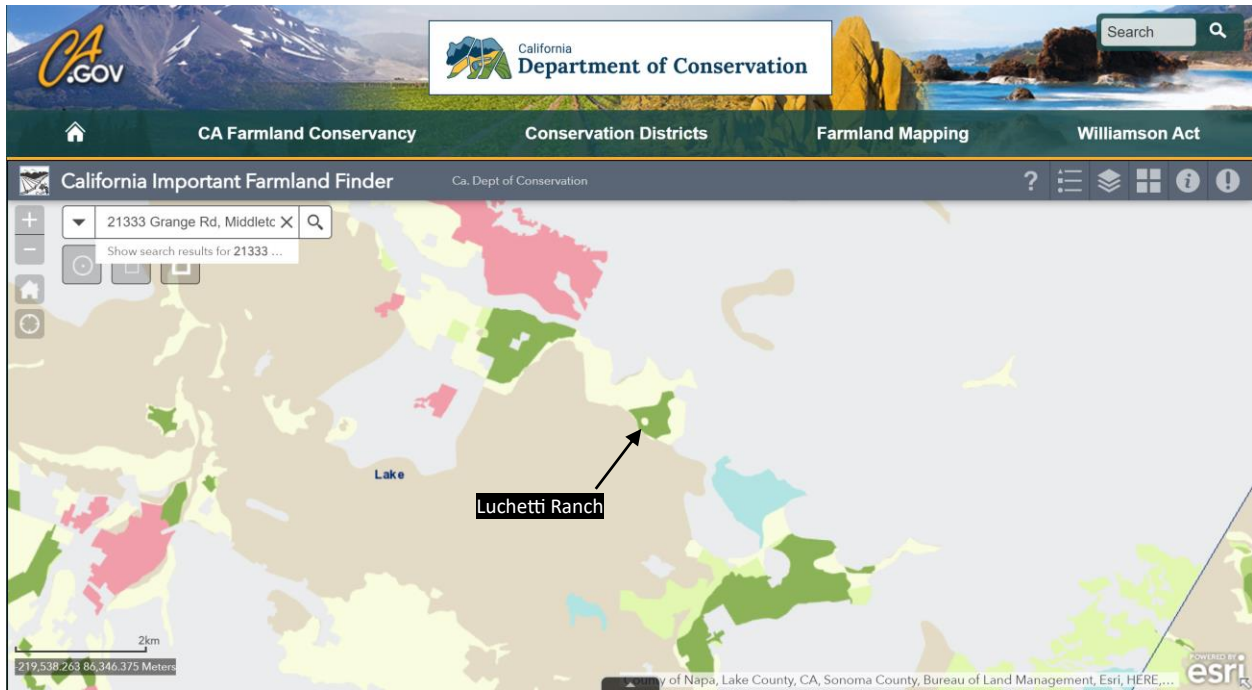 CA
.GOV
California
Department of Conservation
Search
CA Farmland Conservancy
Conservation Districts
Farmland Mapping
Williamson Act
California Important Farmland Finder
Ca. Dept of Conservation
?
21333 Grange Rd, Middletc
Show search results for 21333 ...
Lake
Luchetti Ranch
2km
-219,538.263 86,346.375 Meters
y of Napa, Lake County, CA, Sonoma County, Bureau of Land Management, Esri, HERE,...
POWERED BY
esri